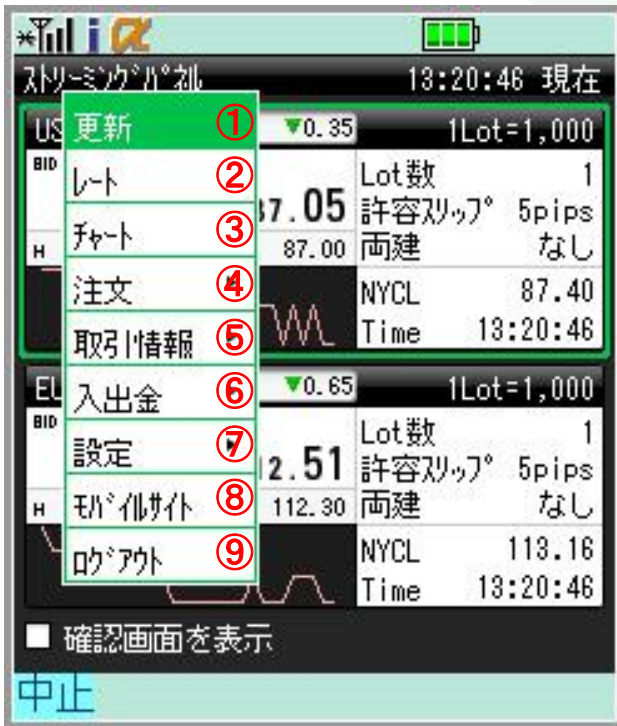 ｽﾄﾘｰﾐﾝｸﾞﾊﾟﾈﾙ 13:20:46 現在
US ▼0.35 1Lot=1,000
更新 ①
BID
ﾚｰﾄ ②
Lot数 1
37.05 許容ｽﾘｯﾌﾟ 5pips
ﾁｬｰﾄ ③
H 87.00 両建 なし
注文 ④
NYCL 87.40
取引情報 ⑤
Time 13:20:46
EU ▼0.65 1Lot=1,000
入出金 ⑥
BID
Lot数 1
設定 ⑦
12.51 許容ｽﾘｯﾌﾟ 5pips
ﾓﾊﾞｲﾙｻｲﾄ ⑧
H 112.30 両建 なし
NYCL 113.16
ﾛｸﾞｱｳﾄ ⑨
Time 13:20:46
確認画面を表示
中止